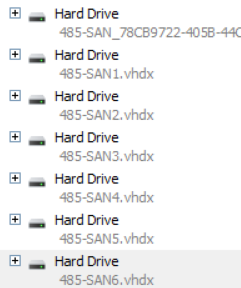 Hard Drive
485-SAN_78CB9722-405B-44C
Hard Drive
485-SAN1.vhdx
Hard Drive
485-SAN2.vhdx
Hard Drive
485-SAN3.vhdx
Hard Drive
485-SAN4.vhdx
Hard Drive
485-SAN5.vhdx
Hard Drive
485-SAN6.vhdx